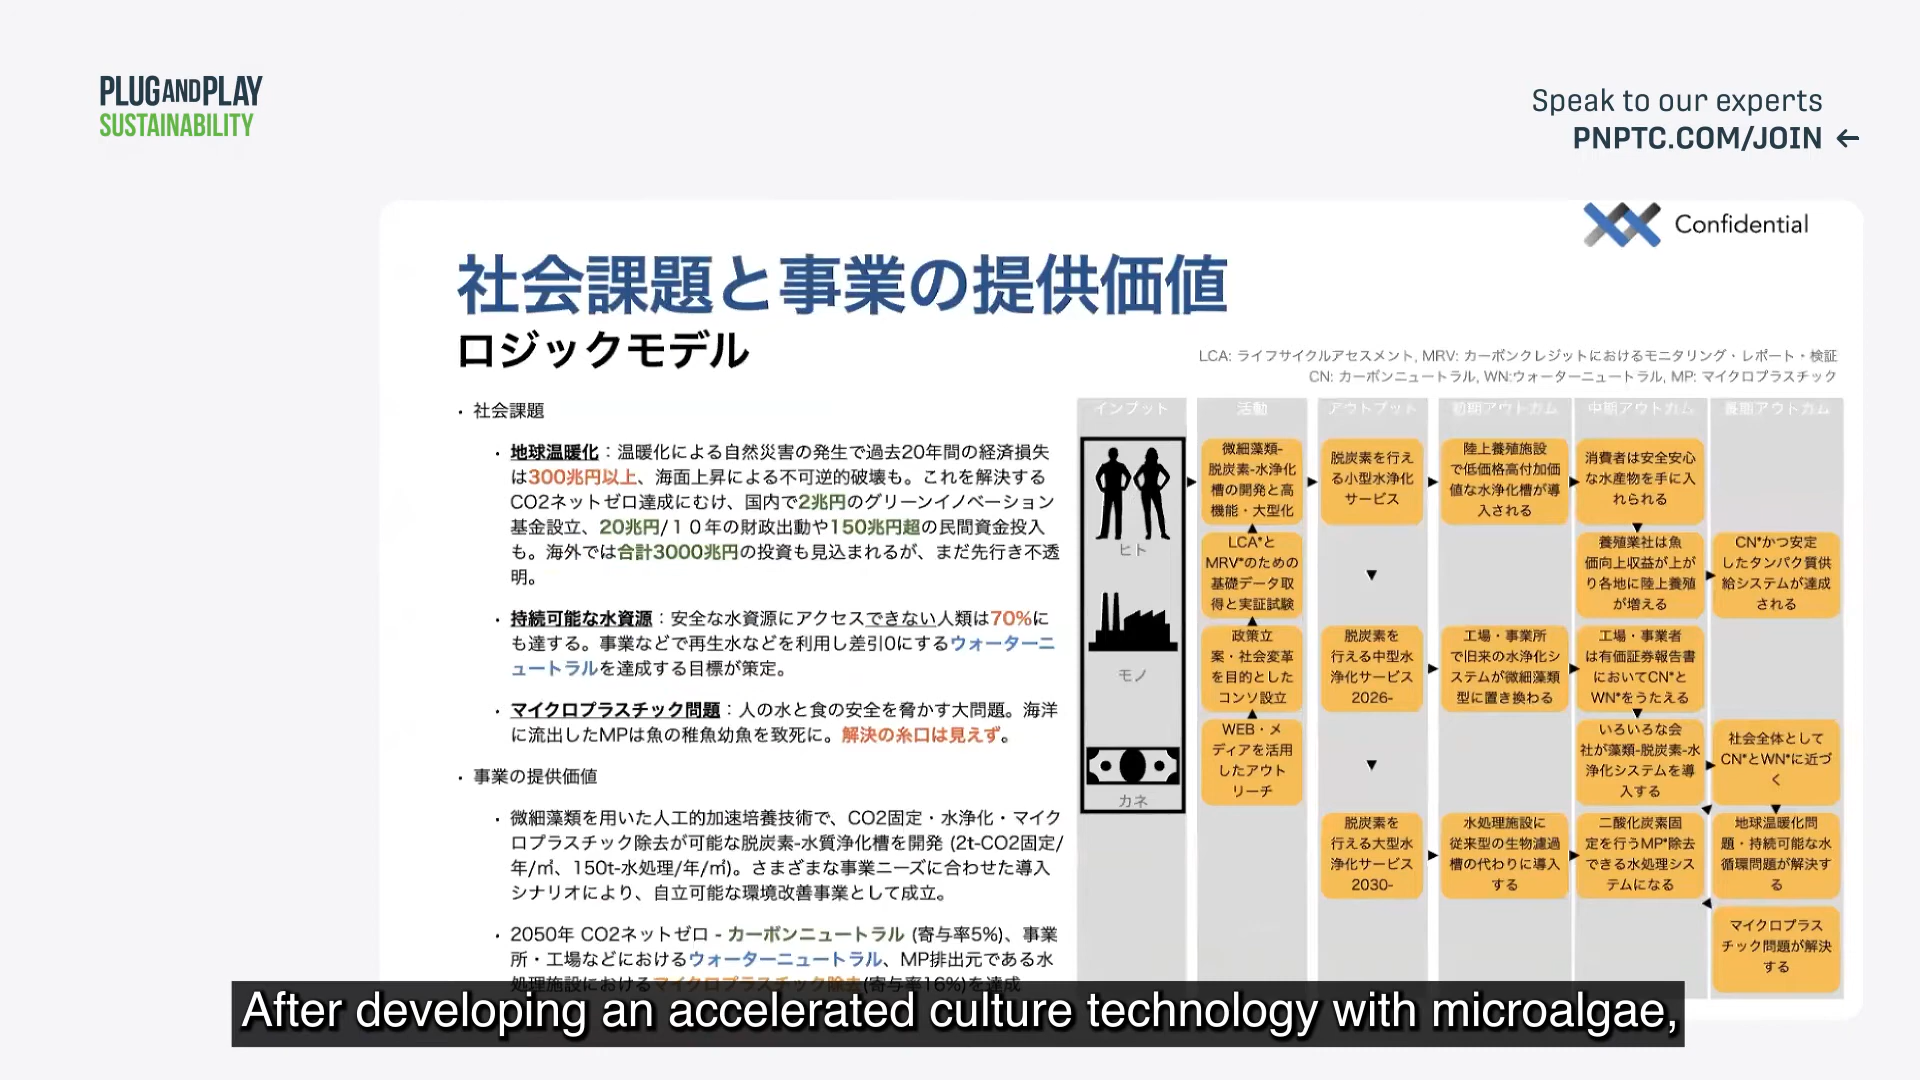 PLUGANDPLAY
SUSTAINABILITY
Speak to our experts
PNPTC.COM/JOIN ←
Confidential
社会課題と事業の提供価値
ロジックモデル
LCA: ライフサイクルアセスメント, MRV: カーボンクレジットにおけるモニタリング・レポート・検証
CN: カーボンニュートラル, WN:ウォーターニュートラル, MP: マイクロプラスチック
・社会課題
・地球温暖化：温暖化による自然災害の発生で過去20年間の経済損失
は300兆円以上、海面上昇による不可逆的破壊も。これを解決する
CO2ネットゼロ達成にむけ、国内で2兆円のグリーンイノベーション
基金設立、20兆円/１０年の財政出動や150兆円超の民間資金投入
も。海外では合計3000兆円の投資も見込まれるが、まだ先行き不透
明。
・持続可能な水資源：安全な水資源にアクセスできない人類は70%に
も達する。事業などで再生水などを利用し差引0にするウォーターニ
ュートラルを達成する目標が策定。
・マイクロプラスチック問題：人の水と食の安全を脅かす大問題。海洋
に流出したMPは魚の稚魚幼魚を致死に。解決の糸口は見えず。
・事業の提供価値
・微細藻類を用いた人工的加速培養技術で、CO2固定・水浄化・マイク
ロプラスチック除去が可能な脱炭素-水質浄化槽を開発 (2t-CO2固定/
年/㎡、150t-水処理/年/㎡)。さまざまな事業ニーズに合わせた導入
シナリオにより、自立可能な環境改善事業として成立。
・2050年 CO2ネットゼロ - カーボンニュートラル (寄与率5%)、事業
所・工場などにおけるウォーターニュートラル、MP排出元である水
処理施設におけるマイクロプラスチック除去(寄与率16%)を達成
インプット
ヒト
モノ
カネ
活動
微細藻類-
脱炭素-水浄化
槽の開発と高
機能・大型化
LCA*と
MRV*のための
基礎データ取
得と実証試験
政策立
案・社会変革
を目的とした
コンソ設立
WEB・メ
ディアを活用
したアウト
リーチ
アウトプット
脱炭素を行え
る小型水浄化
サービス
脱炭素を
行える中型水
浄化サービス
2026-
脱炭素を
行える大型水
浄化サービス
2030-
初期アウトカム
陸上養殖施設
で低価格高付加価
値な水浄化槽が導
入される
工場・事業所
で旧来の水浄化シ
ステムが微細藻類
型に置き換わる
水処理施設に
従来型の生物濾過
槽の代わりに導入
する
中期アウトカム
消費者は安全安心
な水産物を手に入
れられる
養殖業社は魚
価向上収益が上が
り各地に陸上養殖
が増える
工場・事業者
は有価証券報告書
においてCN*と
WN*をうたえる
いろいろな会
社が藻類-脱炭素-水
浄化システムを導
入する
二酸化炭素固
定を行うMP*除去
できる水処理シス
テムになる
長期アウトカム
CN*かつ安定
したタンパク質供
給システムが達成
される
社会全体として
CN*とWN*に近づ
く
地球温暖化問
題・持続可能な水
循環問題が解決す
る
マイクロプラス
チック問題が解決
する
After developing an accelerated culture technology with microalgae,